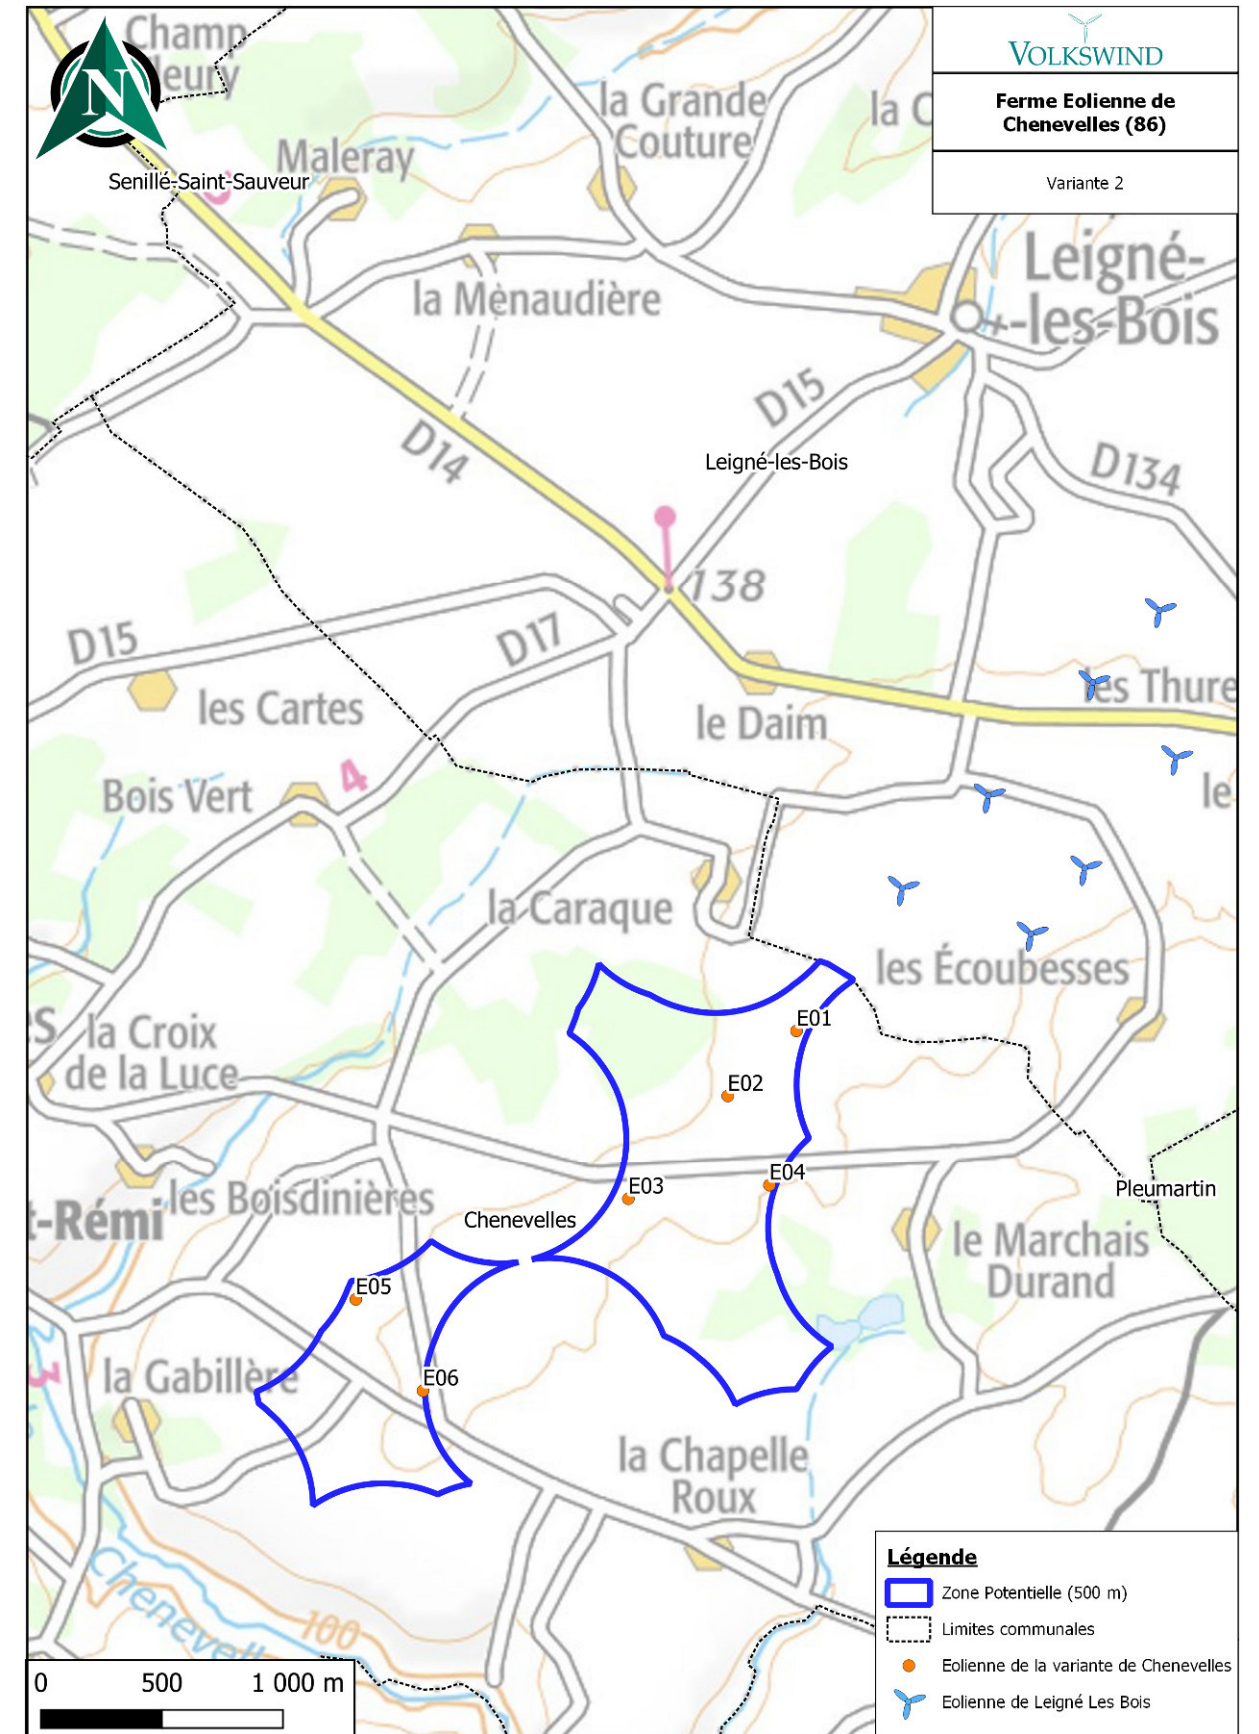 VOLKSWIND
Ferme Eolienne de
Chenevelles (86)
Variante 2
N
Champ
Maleray
Senillé-Saint-Sauveur
la Grande
Couture
la Menaudière
Leigné-
-les-Bois
D15
D14
Leigné-les-Bois
D134
138
D15
D17
les Cartes
le Daim
les Thure
le
Bois Vert
4
la Caraque
les Écoubesses
la Croix
de la Luce
E01
E02
E03
E04
t-Rémi
les Boisdinières
Chenevelles
Pleumartin
le Marchais
Durand
E05
E06
3
la Gabillère
la Chapelle
Roux
100
Chenevell
0 500 1 000 m
Légende
Zone Potentielle (500 m)
Limites communales
Eolienne de la variante de Chenevelles
Eolienne de Leigné Les Bois